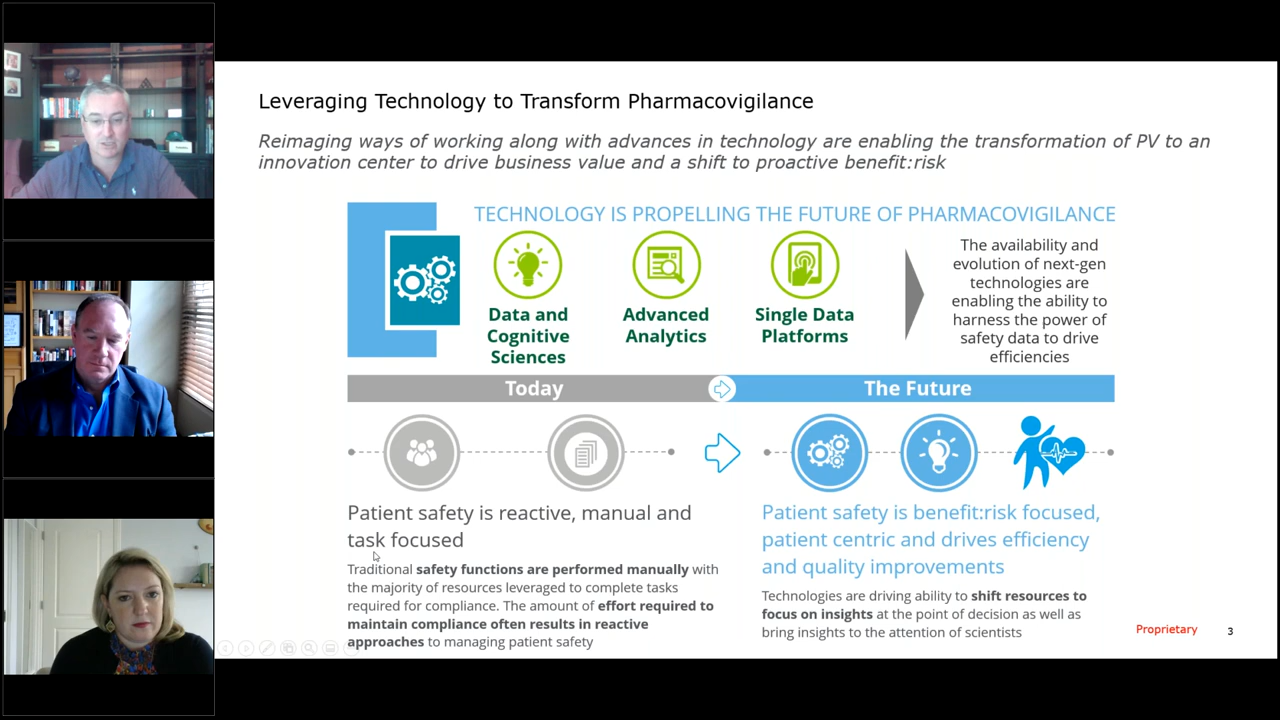 Leveraging Technology to Transform Pharmacovigilance
Reimaging ways of working along with advances in technology are enabling the transformation of PV to an
innovation center to drive business value and a shift to proactive benefit:risk
TECHNOLOGY IS PROPELLING THE FUTURE OF PHARMACOVIGILANCE
Data and
Cognitive
Sciences
Advanced
Analytics
Single Data
Platforms
The availability and
evolution of next-gen
technologies are
enabling the ability to
harness the power of
safety data to drive
efficiencies
Today
The Future
Patient safety is reactive, manual and
task focused
Traditional safety functions are performed manually with
the majority of resources leveraged to complete tasks
required for compliance. The amount of effort required to
maintain compliance often results in reactive
approaches to managing patient safety
Patient safety is benefit:risk focused,
patient centric and drives efficiency
and quality improvements
Technologies are driving ability to shift resources to
focus on insights at the point of decision as well as
bring insights to the attention of scientists
Proprietary
3